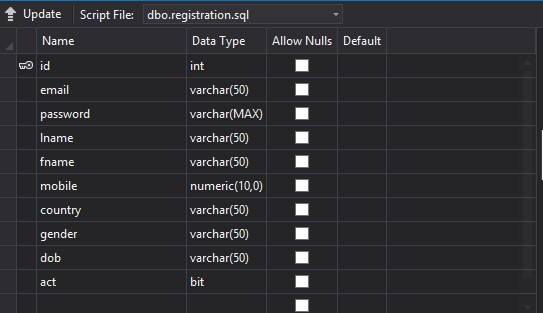 Update Script File: dbo.registration.sql
Name Data Type Allow Nulls Default
id int
email varchar(50)
password varchar(MAX)
lname varchar(50)
fname varchar(50)
mobile numeric(10,0)
country varchar(50)
gender varchar(50)
dob varchar(50)
act bit